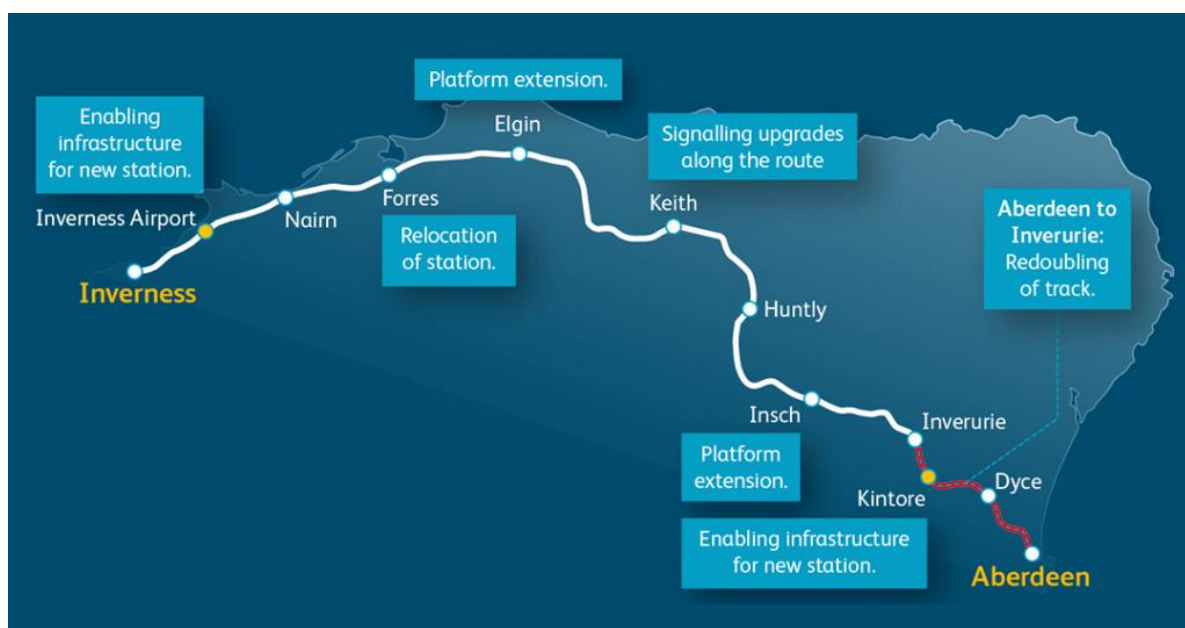 Platform extension.
Enabling
infrastructure
for new station.
Elgin
Signalling upgrades
along the route
Inverness Airport
Nairn
Forres
Keith
Aberdeen to
Inverurie:
Redoubling
of track.
Relocation
of station.
Inverness
Huntly
Insch
Inverurie
Platform
extension.
Kintore
Dyce
Enabling infrastructure
for new station.
Aberdeen